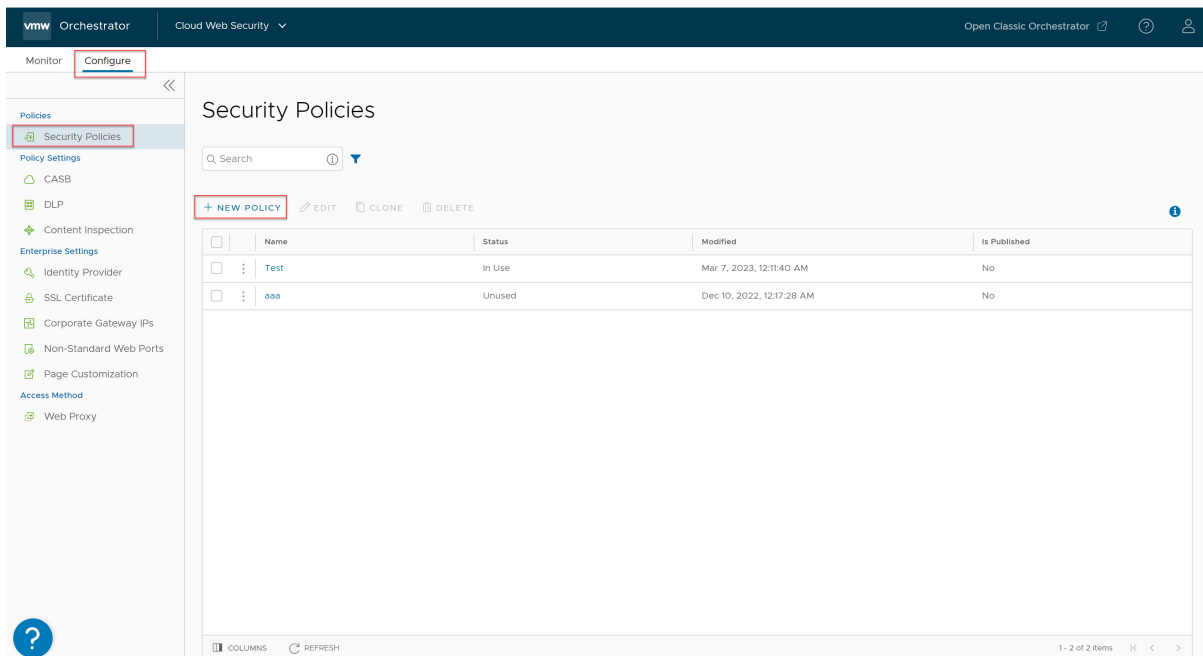 vmw Orchestrator Cloud Web Security Open Classic Orchestrator ?
Monitor Configure
Policies
Security Policies
Policy Settings
CASB
DLP
Content Inspection
Enterprise Settings
Identity Provider
SSL Certificate
Corporate Gateway IPs
Non-Standard Web Ports
Page Customization
Access Method
Web Proxy
Security Policies
Search
+ NEW POLICY EDIT CLONE DELETE
Name Status Modified Is Published
Test In Use Mar 7, 2023, 12:11:40 AM No
aaa Unused Dec 10, 2022, 12:17:28 AM No
COLUMNS REFRESH 1 - 2 of 2 items
?